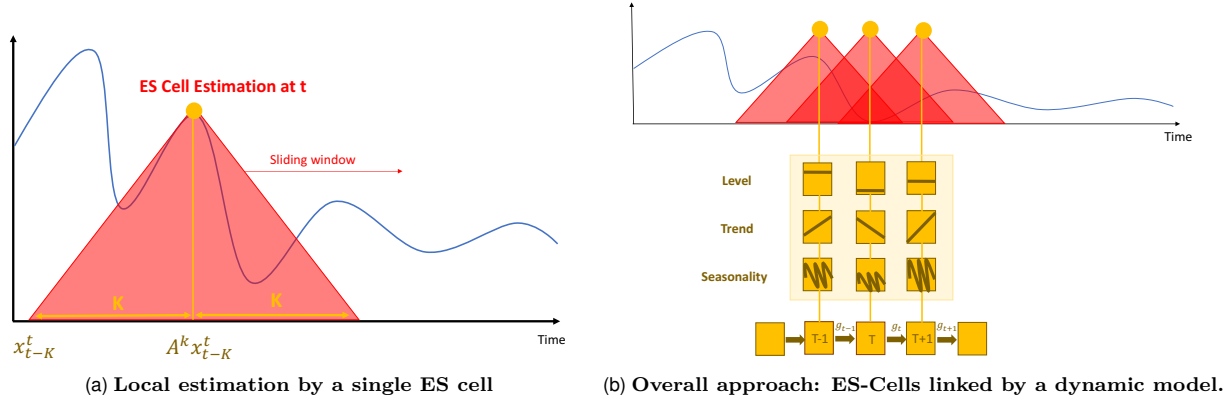 ES Cell Estimation at t
Sliding window
K K
Time
x^t_{t-K} A^k x^t_{t-K}
(a) Local estimation by a single ES cell
Time
Level
Trend
Seasonality
g_{t-1} g_t g_{t+1}
T-1 T T+1
(b) Overall approach: ES-Cells linked by a dynamic model.